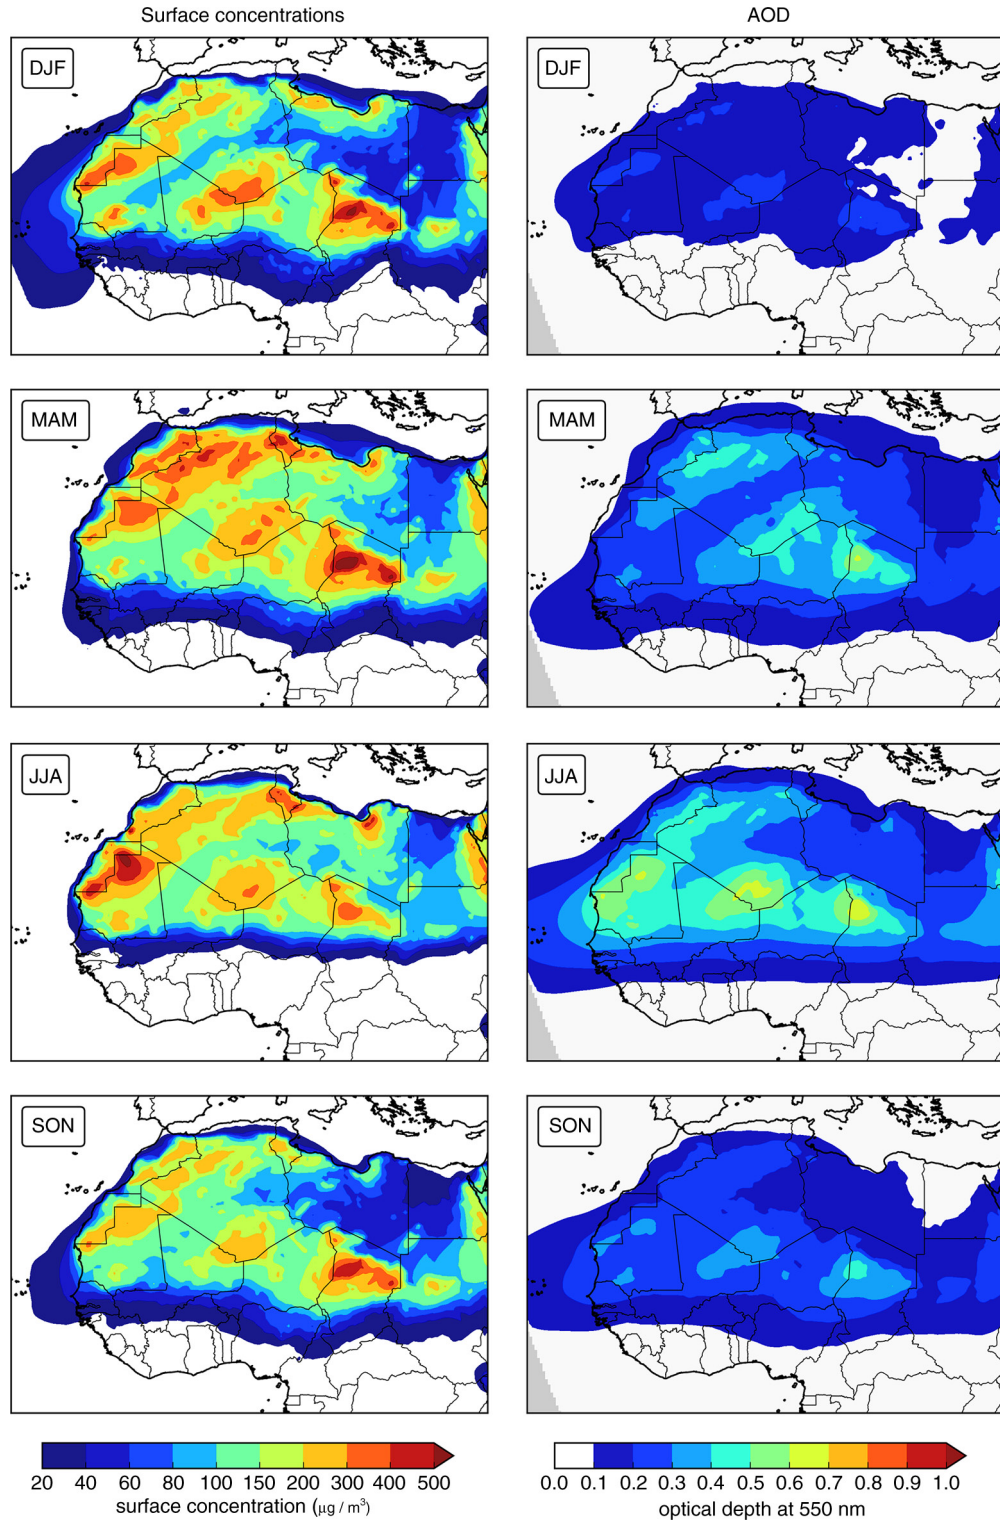 Surface concentrations
AOD
DJF
DJF
MAM
MAM
JJA
JJA
SON
SON
20 40 60 80 100 150 200 300 400 500
surface concentration (μg / m³)
0.0 0.1 0.2 0.3 0.4 0.5 0.6 0.7 0.8 0.9 1.0
optical depth at 550 nm